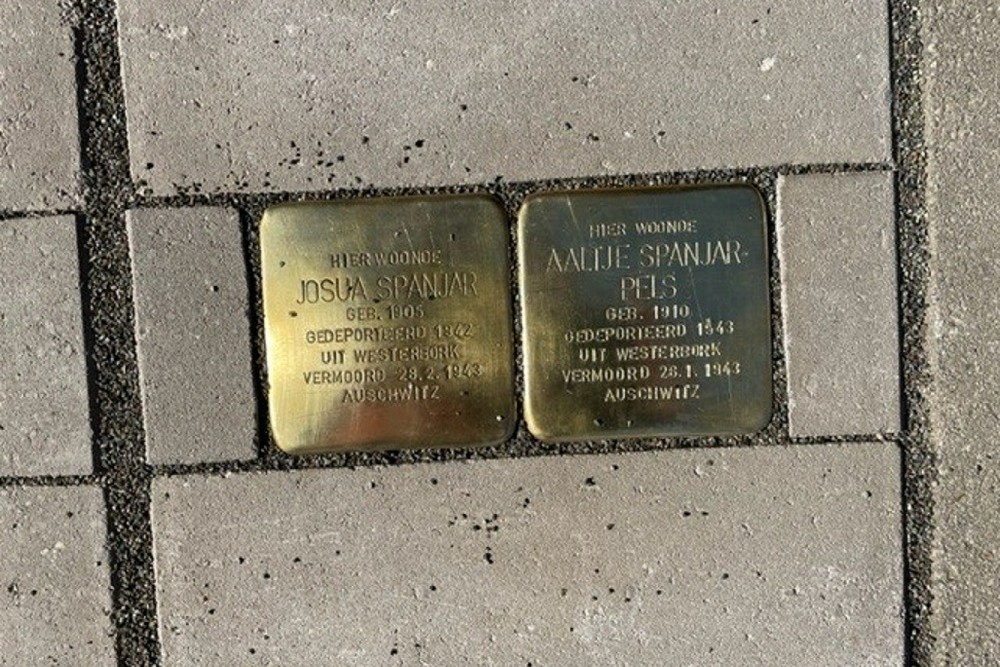 HIER WOONDE
JOSUA SPANJAR
GEB. 1905
GEDEPORTEERD 1942
UIT WESTERBORK
VERMOORD 28.2.1943
AUSCHWITZ
HIER WOONDE
AALTJE SPANJAR-
PELS
GEB. 1910
GEDEPORTEERD 1943
UIT WESTERBORK
VERMOORD 26.1.1943
AUSCHWITZ